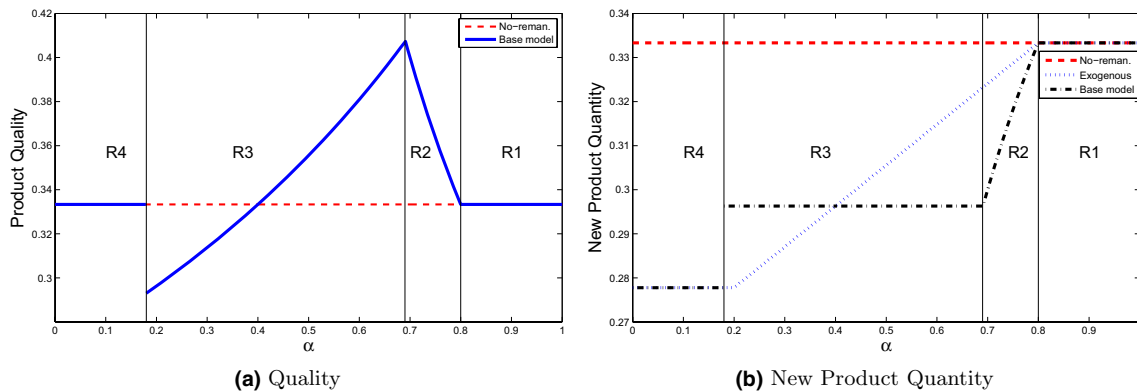 0.42
0.4
0.38
0.36
0.34
0.32
0.3
Product Quality
No-reman.
Base model
R4
R3
R2
R1
0 0.1 0.2 0.3 0.4 0.5 0.6 0.7 0.8 0.9 1
α
(a) Quality
0.34
0.33
0.32
0.31
0.3
0.29
0.28
0.27
New Product Quantity
No-reman.
Exogenous
Base model
R4
R3
R2
R1
0 0.1 0.2 0.3 0.4 0.5 0.6 0.7 0.8 0.9 1
α
(b) New Product Quantity